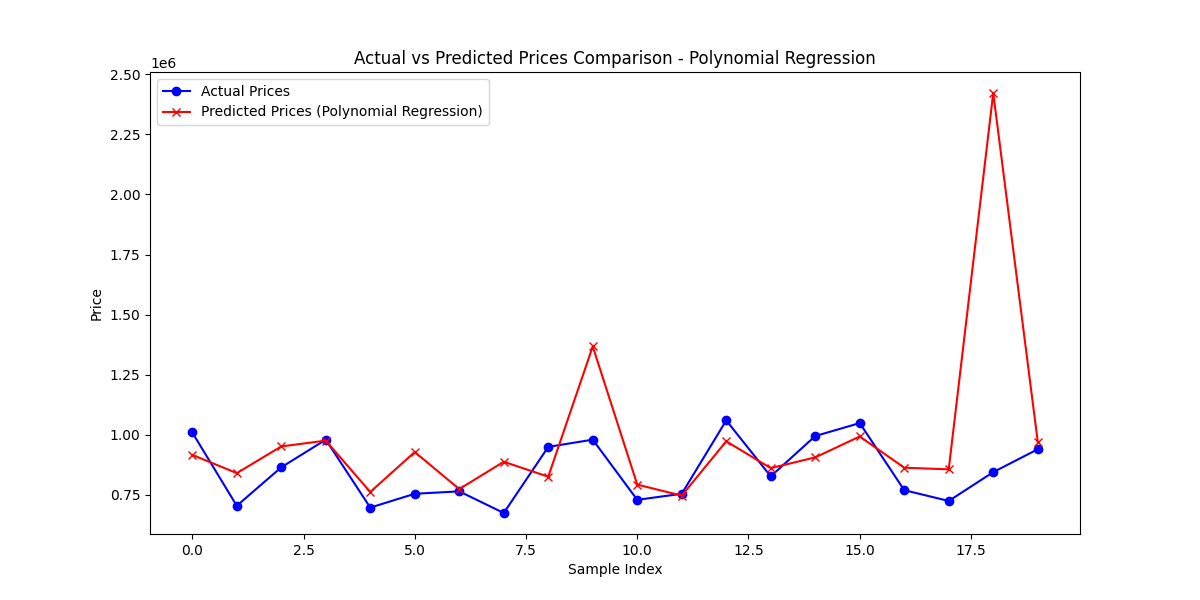 Actual vs Predicted Prices Comparison - Polynomial Regression
1e6
Actual Prices
Predicted Prices (Polynomial Regression)
2.50
2.25
2.00
1.75
1.50
1.25
1.00
0.75
Price
0.0 2.5 5.0 7.5 10.0 12.5 15.0 17.5
Sample Index